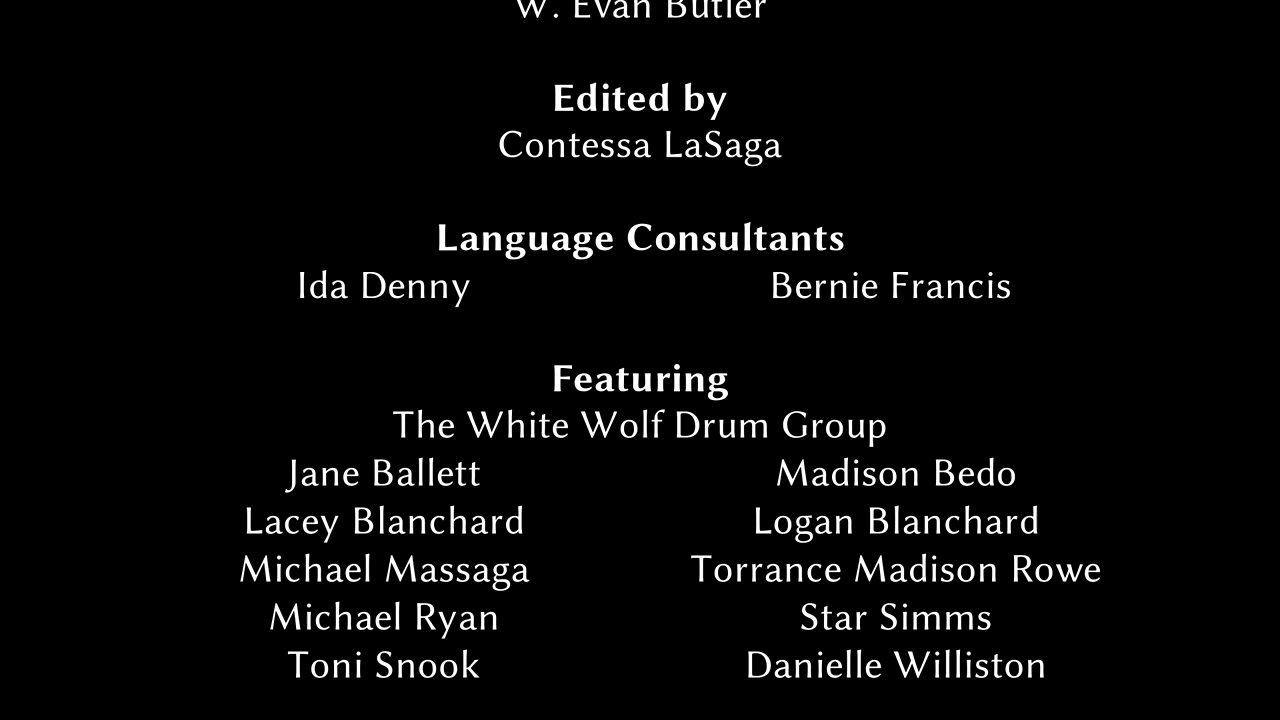 W. Evan Butler
Edited by
Contessa LaSaga
Language Consultants
Ida Denny Bernie Francis
Featuring
The White Wolf Drum Group
Jane Ballett Madison Bedo
Lacey Blanchard Logan Blanchard
Michael Massaga Torrance Madison Rowe
Michael Ryan Star Simms
Toni Snook Danielle Williston